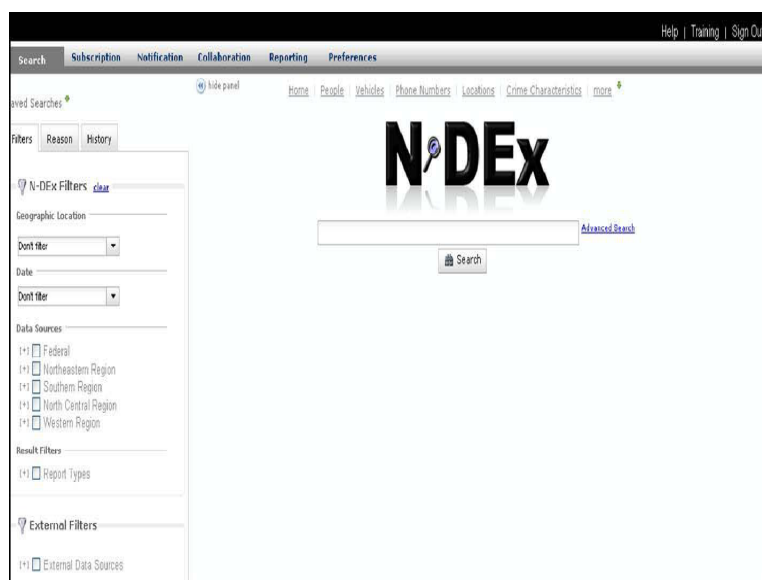 Help | Training | Sign Ou
Search Subscription Notification Collaboration Reporting Preferences
hide panel
Home | People | Vehicles | Phone Numbers | Locations | Crime Characteristics | more
aved Searches
Filters Reason History
N-DEx
N-DEx Filters clear
Geographic Location
Don't filter
Advanced Search
Search
Date
Don't filter
Data Sources
[+] Federal
[+] Northeastern Region
[+] Southern Region
[+] North Central Region
[+] Western Region
Result Filters
[+] Report Types
External Filters
[+] External Data Sources